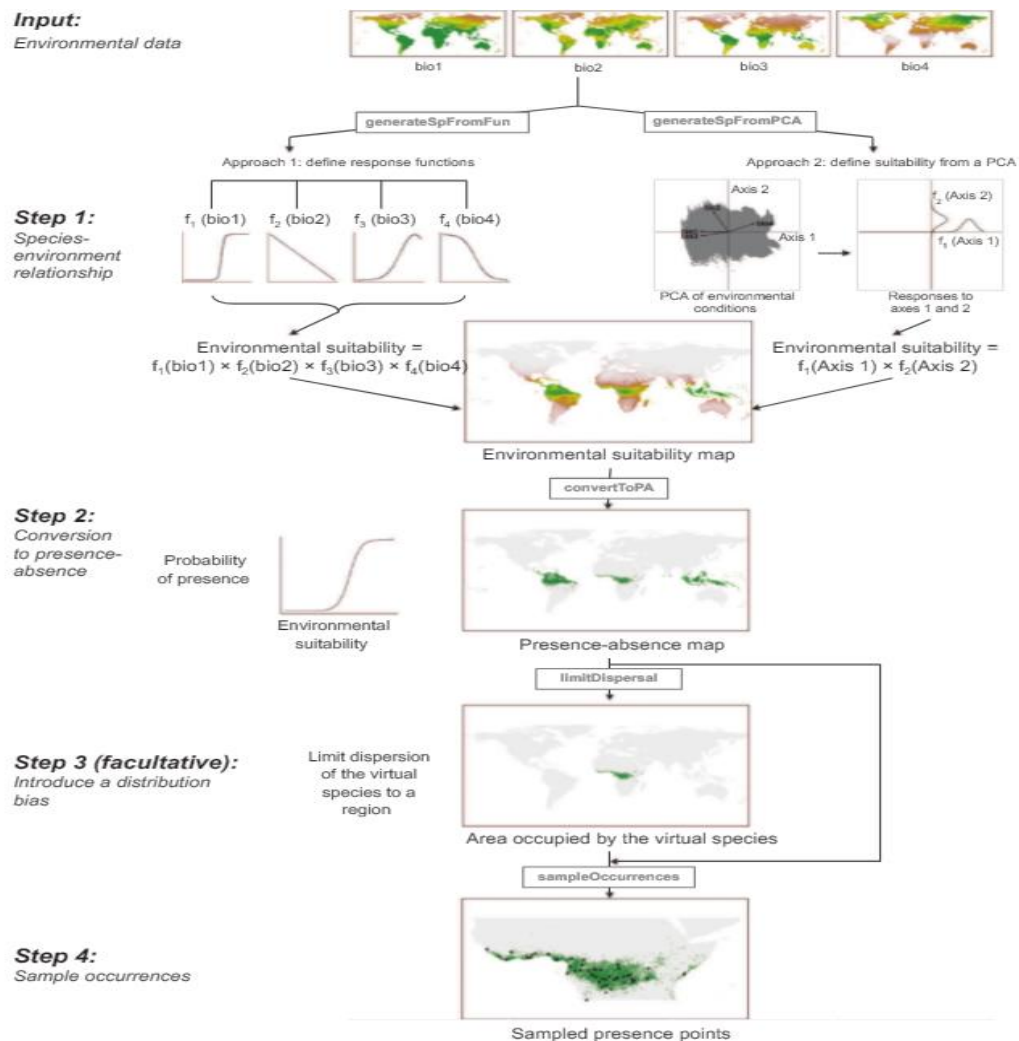 Input:
Environmental data
bio1
bio2
bio3
bio4
generateSpFromFun
generateSpFromPCA
Approach 1: define response functions
Approach 2: define suitability from a PCA
Step 1:
Species-
environment
relationship
f₁ (bio1)
f₂ (bio2)
f₃ (bio3)
f₄ (bio4)
Axis 2
Axis 1
f₂ (Axis 2)
f₁ (Axis 1)
PCA of environmental
conditions
Responses to
axes 1 and 2
Environmental suitability =
f₁(bio1) × f₂(bio2) × f₃(bio3) × f₄(bio4)
Environmental suitability =
f₁(Axis 1) × f₂(Axis 2)
Environmental suitability map
convertToPA
Step 2:
Conversion
to presence-
absence
Probability
of presence
Environmental
suitability
Presence-absence map
limitDispersal
Step 3 (facultative):
Introduce a distribution
bias
Limit dispersion
of the virtual
species to a
region
Area occupied by the virtual species
sampleOccurrences
Step 4:
Sample occurrences
Sampled presence points